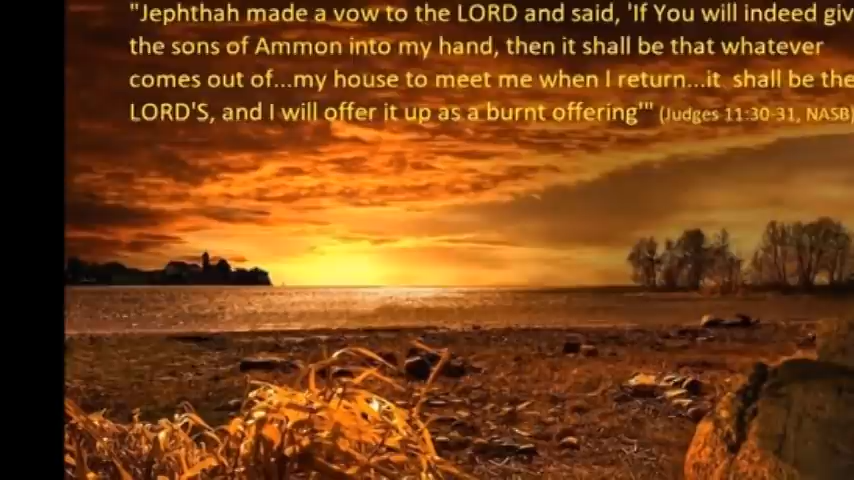 "Jephthah made a vow to the LORD and said, 'If You will indeed giv
the sons of Ammon into my hand, then it shall be that whatever
comes out of...my house to meet me when I return...it shall be the
LORD'S, and I will offer it up as a burnt offering'" (Judges 11:30-31, NASB)